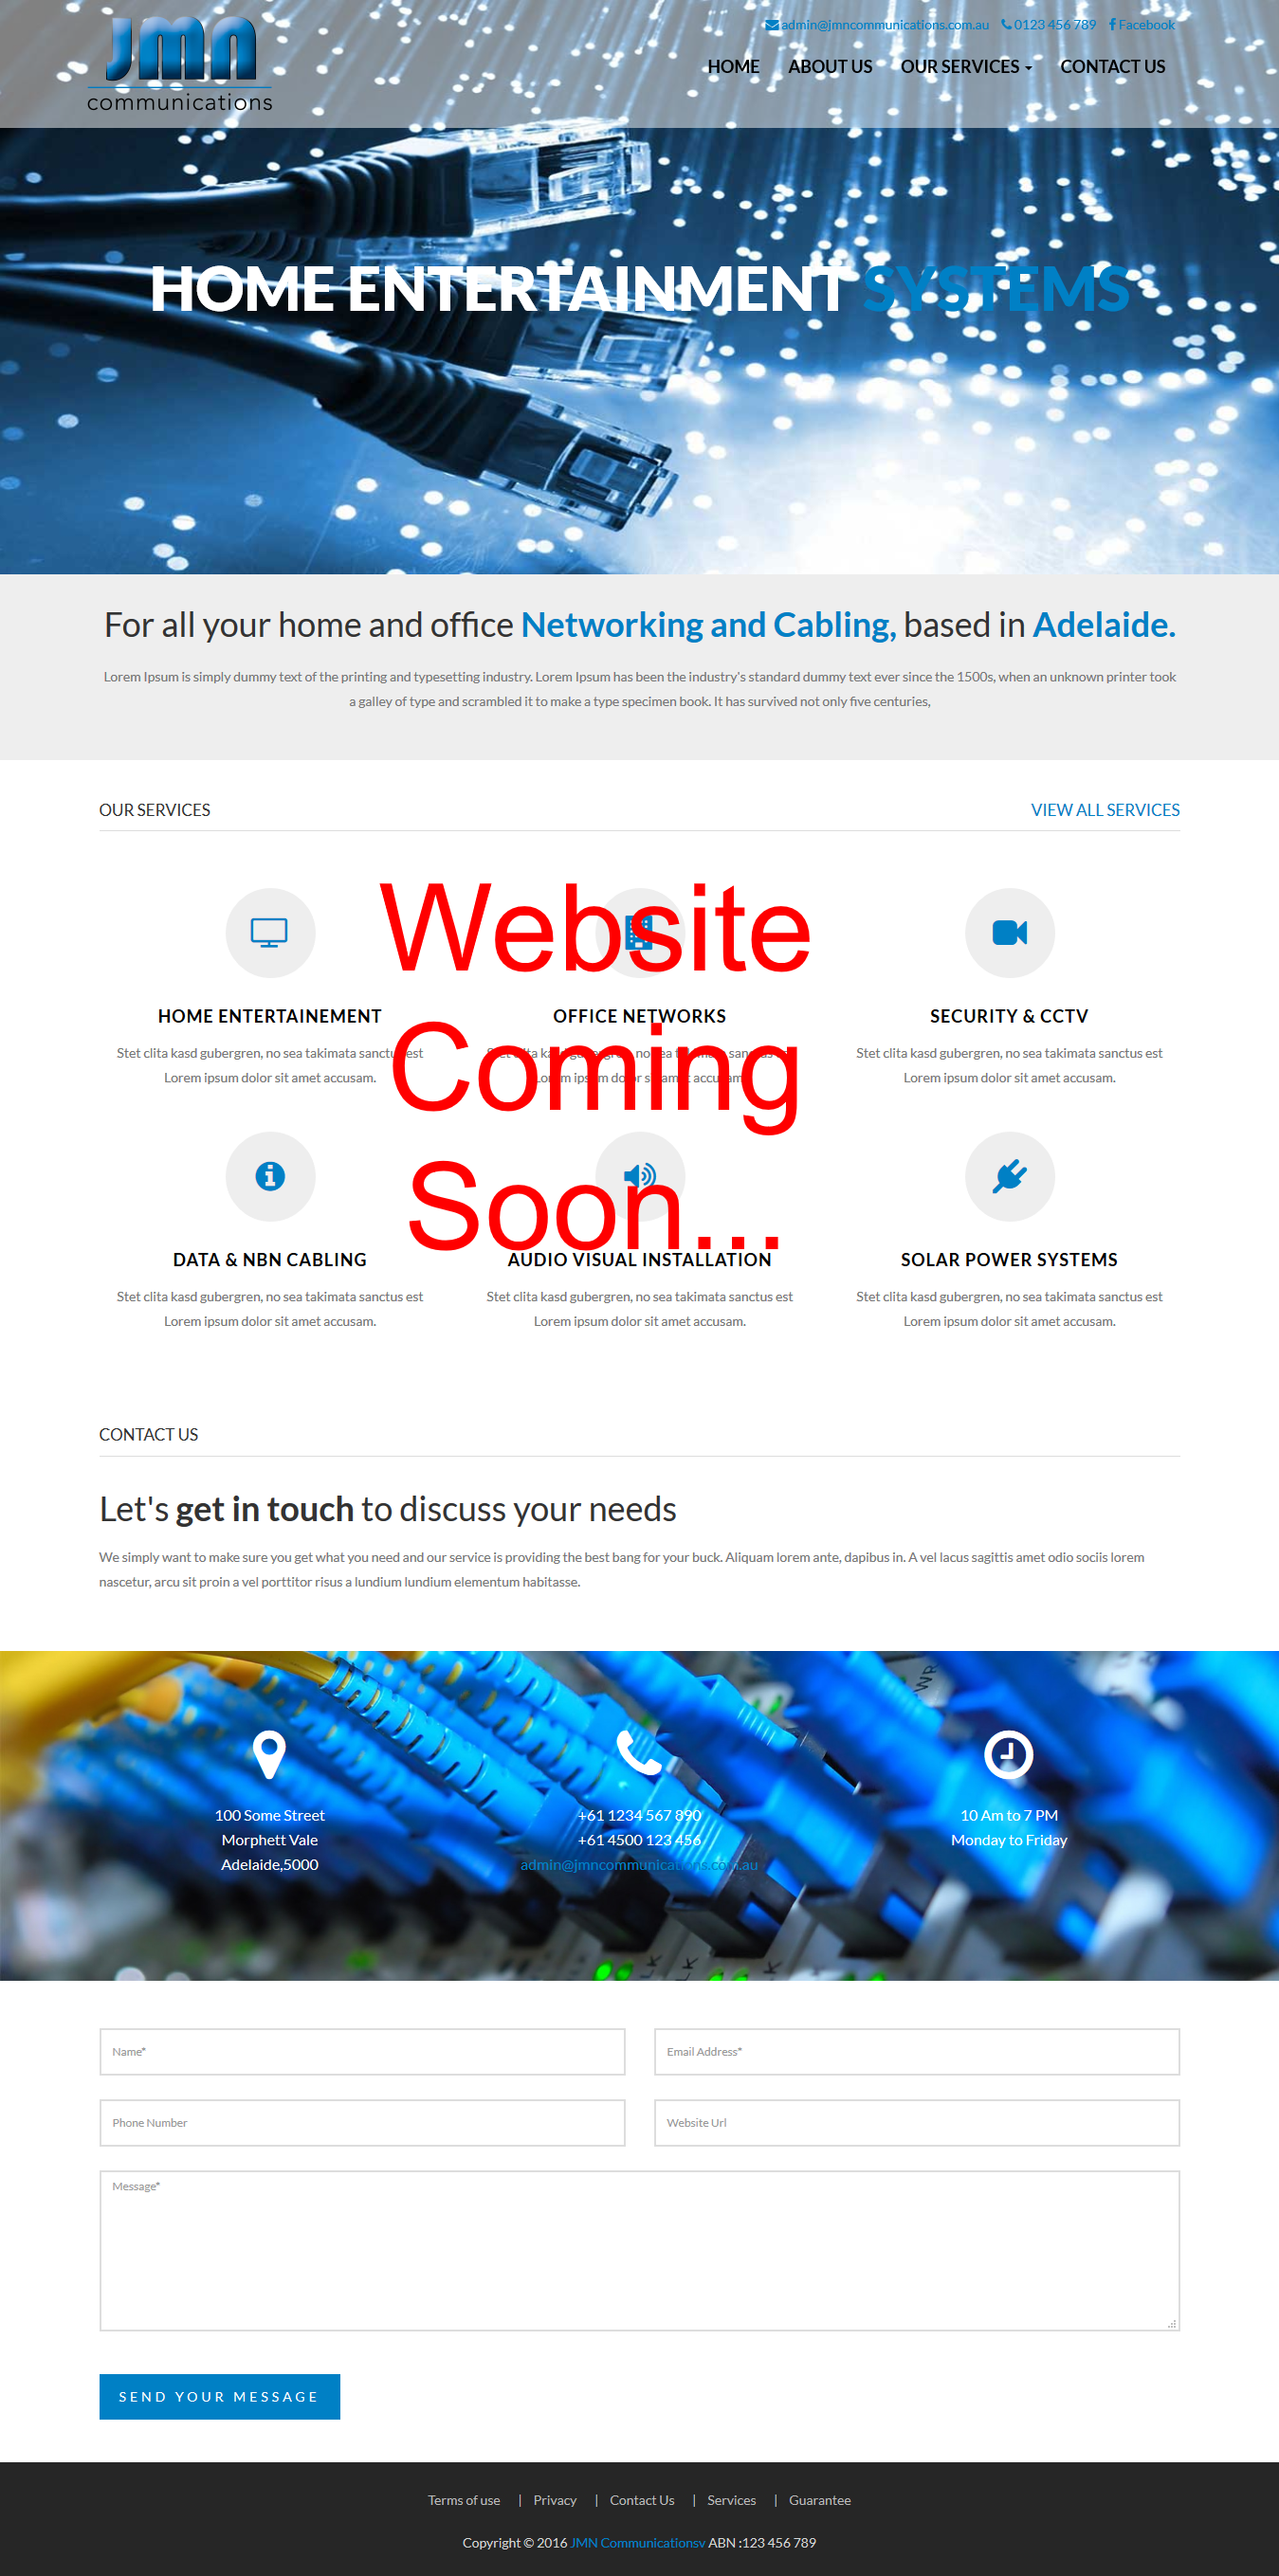 JMN
communications
admin@jmncommunications.com.au 0123 456 789 Facebook
HOME ABOUT US OUR SERVICES CONTACT US
HOME ENTERTAINMENT SYSTEMS
For all your home and office Networking and Cabling, based in Adelaide.
Lorem Ipsum is simply dummy text of the printing and typesetting industry. Lorem Ipsum has been the industry's standard dummy text ever since the 1500s, when an unknown printer took
a galley of type and scrambled it to make a type specimen book. It has survived not only five centuries,
OUR SERVICES VIEW ALL SERVICES
Website
Coming
Soon...
HOME ENTERTAINEMENT
Stet clita kasd gubergren, no sea takimata sanctus est
Lorem ipsum dolor sit amet accusam.
OFFICE NETWORKS
Stet clita kasd gubergren, no sea takimata sanctus est
Lorem ipsum dolor sit amet accusam.
SECURITY & CCTV
Stet clita kasd gubergren, no sea takimata sanctus est
Lorem ipsum dolor sit amet accusam.
DATA & NBN CABLING
Stet clita kasd gubergren, no sea takimata sanctus est
Lorem ipsum dolor sit amet accusam.
AUDIO VISUAL INSTALLATION
Stet clita kasd gubergren, no sea takimata sanctus est
Lorem ipsum dolor sit amet accusam.
SOLAR POWER SYSTEMS
Stet clita kasd gubergren, no sea takimata sanctus est
Lorem ipsum dolor sit amet accusam.
CONTACT US
Let's get in touch to discuss your needs
We simply want to make sure you get what you need and our service is providing the best bang for your buck. Aliquam lorem ante, dapibus in. A vel lacus sagittis amet odio sociis lorem
nascetur, arcu sit proin a vel porttitor risus a lundium lundium elementum habitasse.
100 Some Street
Morphett Vale
Adelaide,5000
+61 1234 567 890
+61 4500 123 456
admin@jmncommunications.com.au
10 Am to 7 PM
Monday to Friday
Name*
Email Address*
Phone Number
Website Url
Message*
SEND YOUR MESSAGE
Terms of use | Privacy | Contact Us | Services | Guarantee
Copyright © 2016 JMN Communicationsv ABN :123 456 789